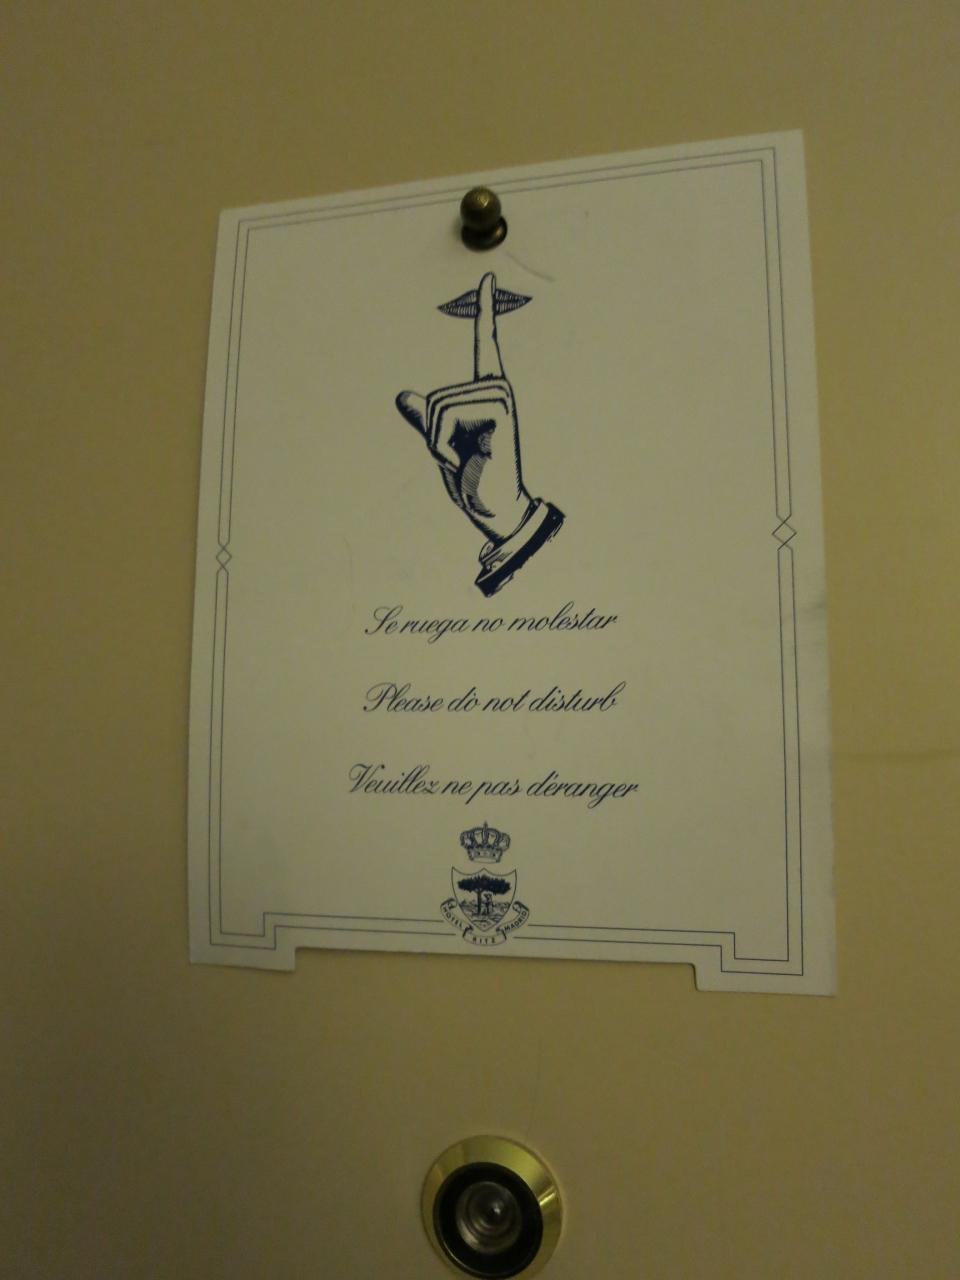 Se ruega no molestar
Please do not disturb
Veuillez ne pas déranger
HOTEL RITZ MADRID